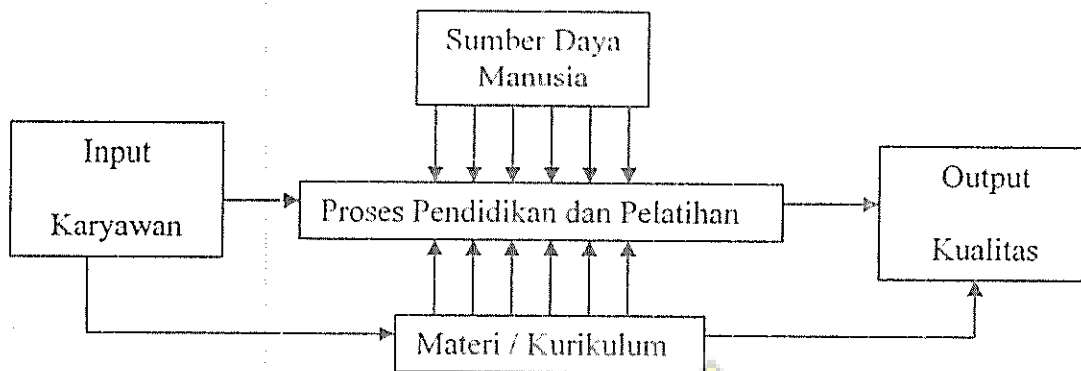 Sumber Daya
Manusia
Input
Karyawan
Proses Pendidikan dan Pelatihan
Output
Kualitas
Materi / Kurikulum